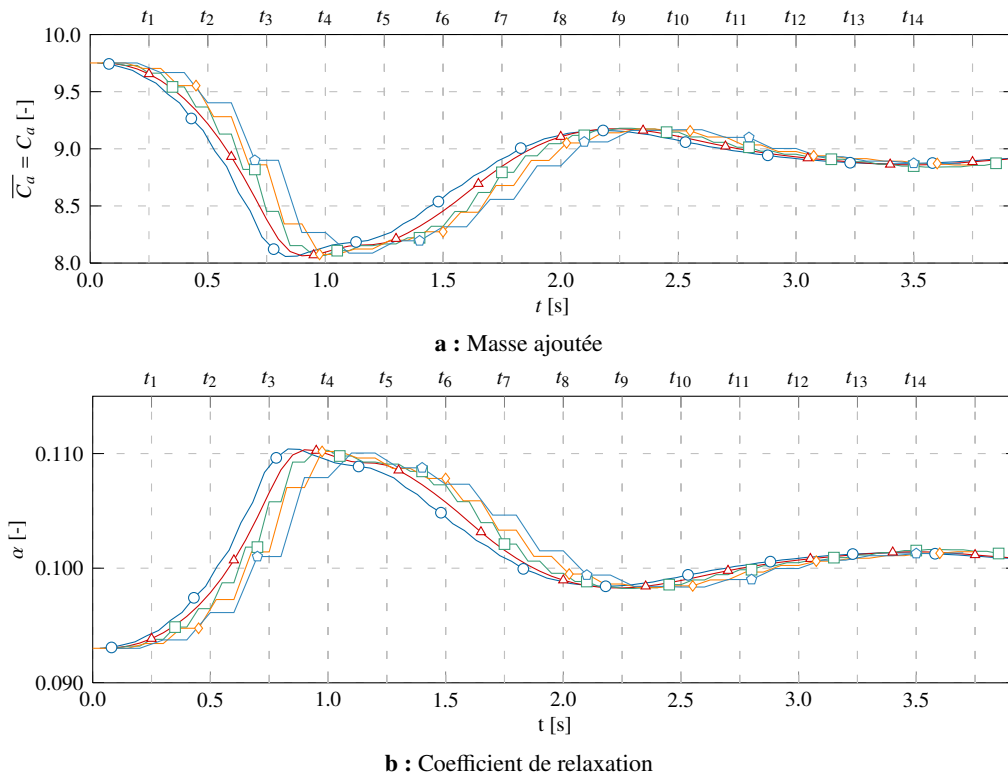 t1 t2 t3 t4 t5 t6 t7 t8 t9 t10 t11 t12 t13 t14
10.0
9.5
9.0
8.5
8.0
C̅a̅ = Ca [-]
0.0 0.5 1.0 1.5 2.0 2.5 3.0 3.5
t [s]
a : Masse ajoutée
t1 t2 t3 t4 t5 t6 t7 t8 t9 t10 t11 t12 t13 t14
0.110
0.100
0.090
α [-]
0.0 0.5 1.0 1.5 2.0 2.5 3.0 3.5
t [s]
b : Coefficient de relaxation